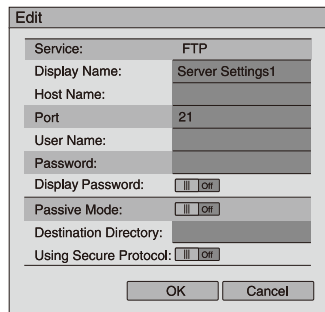 Edit
Service: FTP
Display Name: Server Settings1
Host Name:
Port 21
User Name:
Password:
Display Password: Off
Passive Mode: Off
Destination Directory:
Using Secure Protocol: Off
OK Cancel